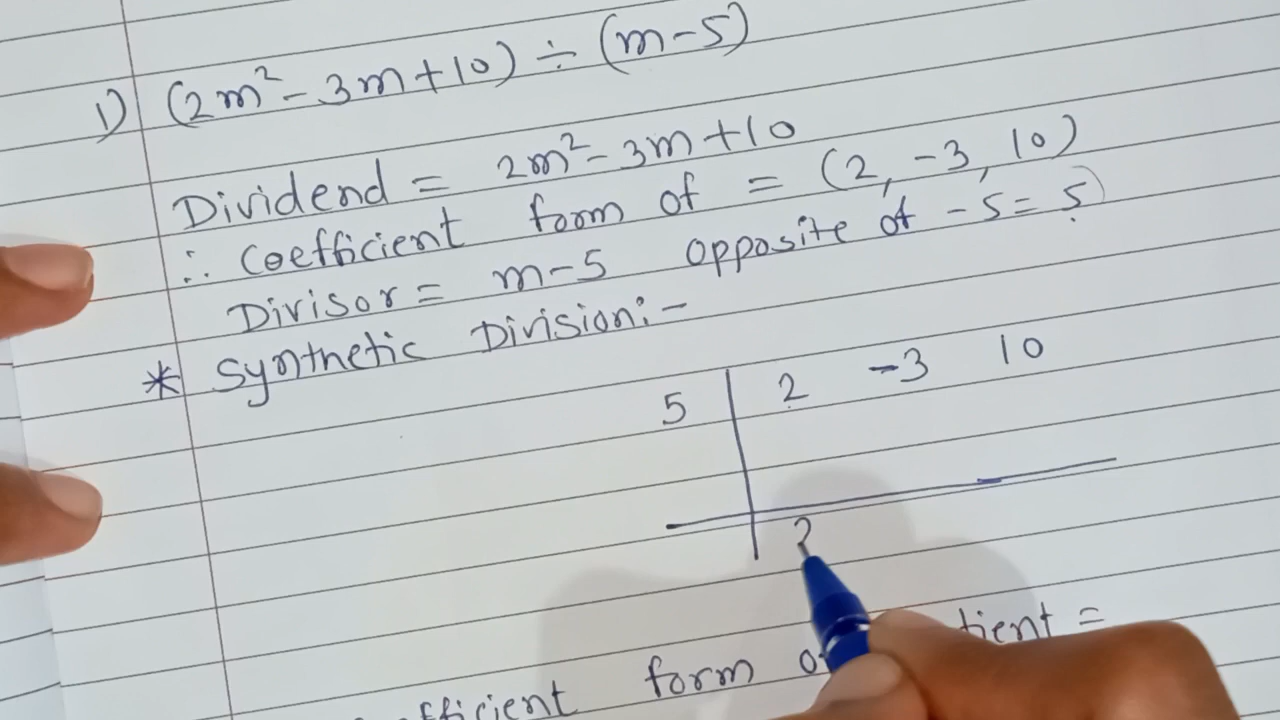 1) (2m² - 3m + 10) ÷ (m - 5)
Dividend = 2m² - 3m + 10
∴ Coefficient form of = (2, -3, 10)
Divisor = m - 5 opposite of -5 = 5
* Synthetic Division:-
5 2 -3 10
2
form